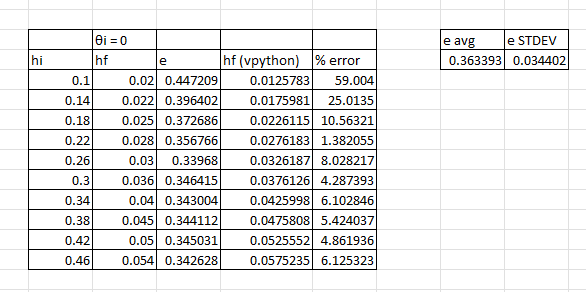 θi = 0 e avg e STDEV
hi hf e hf (vpython) % error 0.363393 0.034402
0.1 0.02 0.447209 0.0125783 59.004
0.14 0.022 0.396402 0.0175981 25.0135
0.18 0.025 0.372686 0.0226115 10.56321
0.22 0.028 0.356766 0.0276183 1.382055
0.26 0.03 0.33968 0.0326187 8.028217
0.3 0.036 0.346415 0.0376126 4.287393
0.34 0.04 0.343004 0.0425998 6.102846
0.38 0.045 0.344112 0.0475808 5.424037
0.42 0.05 0.345031 0.0525552 4.861936
0.46 0.054 0.342628 0.0575235 6.125323